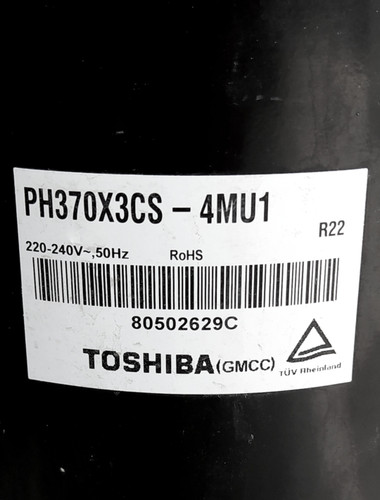 PH370X3CS - 4MU1
R22
220-240V~,50Hz RoHS
80502629C
TOSHIBA(GMCC)
TÜV Rheinland